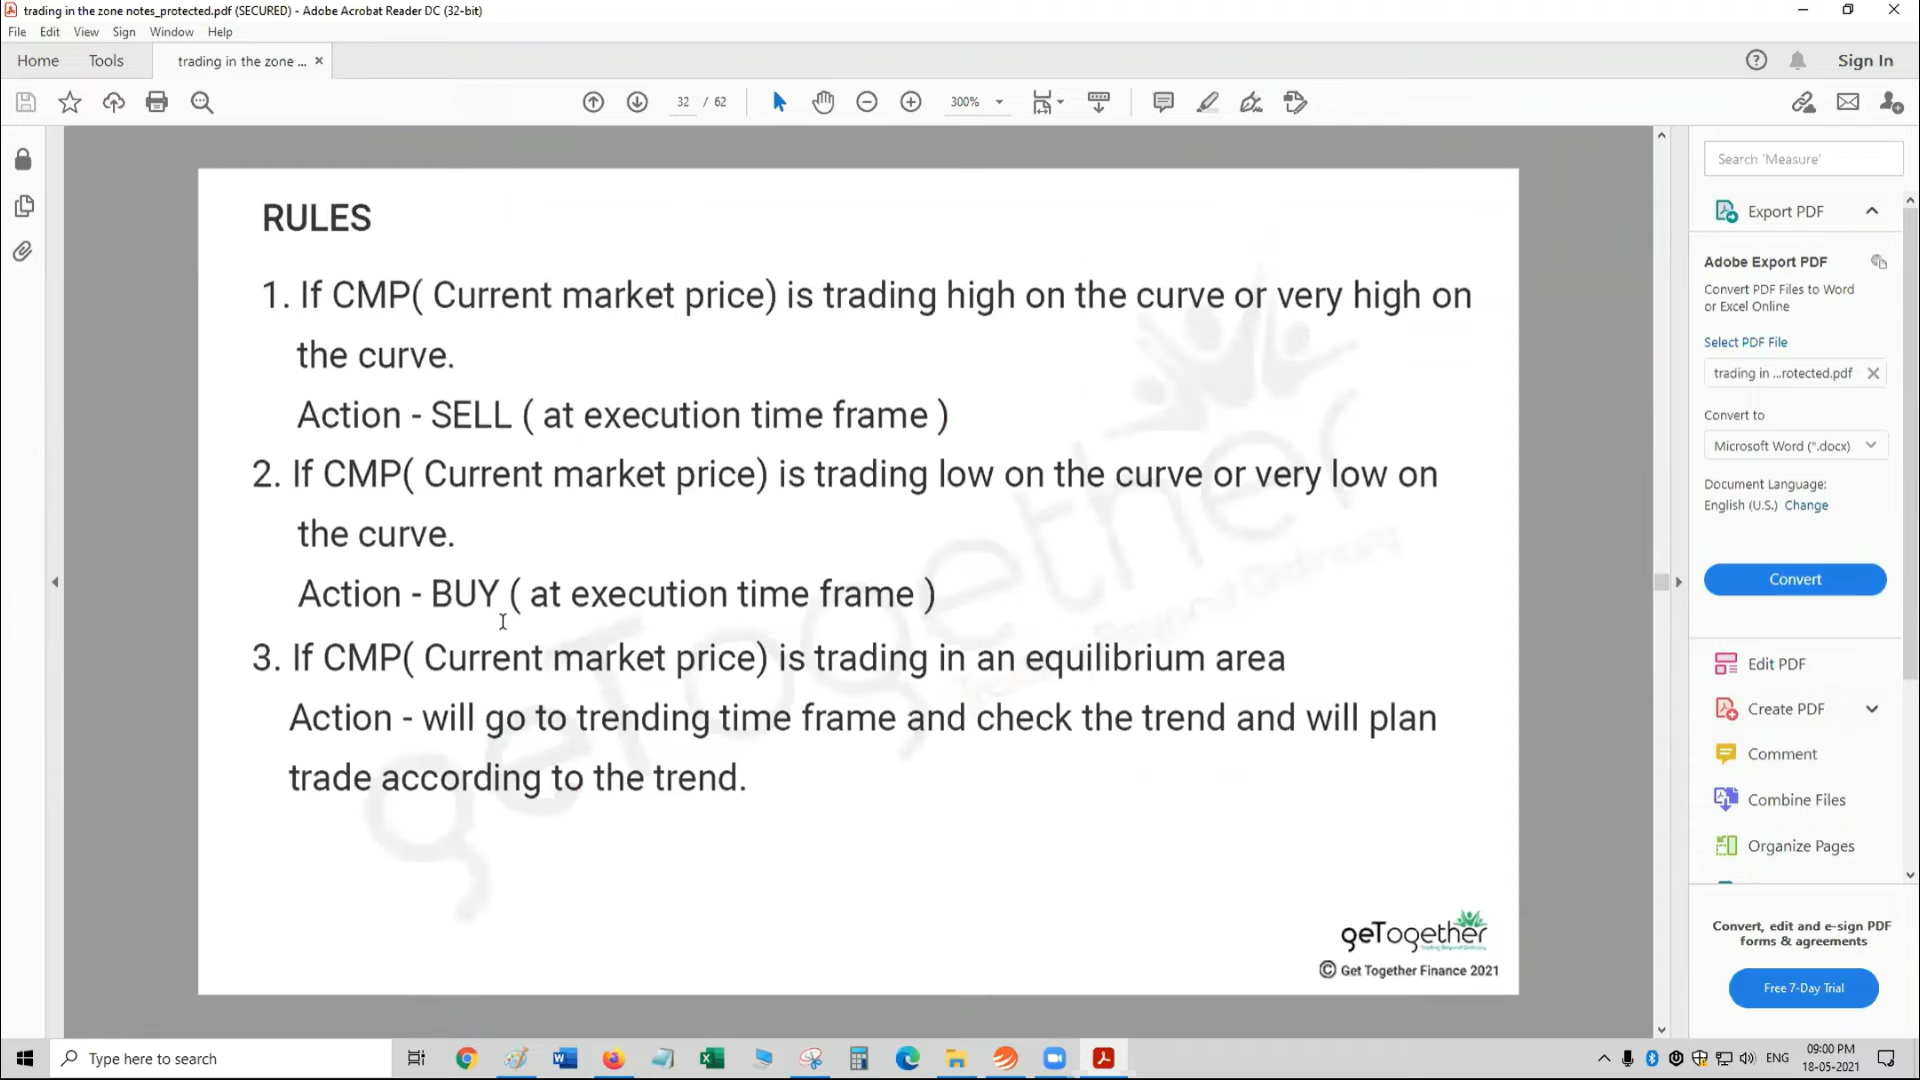 trading in the zone notes_protected.pdf (SECURED) - Adobe Acrobat Reader DC (32-bit)
File Edit View Sign Window Help
Home Tools trading in the zone ... ×
Sign In
32 / 62
300%
Search 'Measure'
RULES
1. If CMP( Current market price) is trading high on the curve or very high on
the curve.
Action - SELL ( at execution time frame )
2. If CMP( Current market price) is trading low on the curve or very low on
the curve.
Action - BUY ( at execution time frame )
3. If CMP( Current market price) is trading in an equilibrium area
Action - will go to trending time frame and check the trend and will plan
trade according to the trend.
geTogether
geTogether
© Get Together Finance 2021
Export PDF
Adobe Export PDF
Convert PDF Files to Word
or Excel Online
Select PDF File
trading in ...rotected.pdf
Convert to
Microsoft Word (*.docx)
Document Language:
English (U.S.) Change
Convert
Edit PDF
Create PDF
Comment
Combine Files
Organize Pages
Convert, edit and e-sign PDF
forms & agreements
Free 7-Day Trial
Type here to search
ENG
09:00 PM
18-05-2021